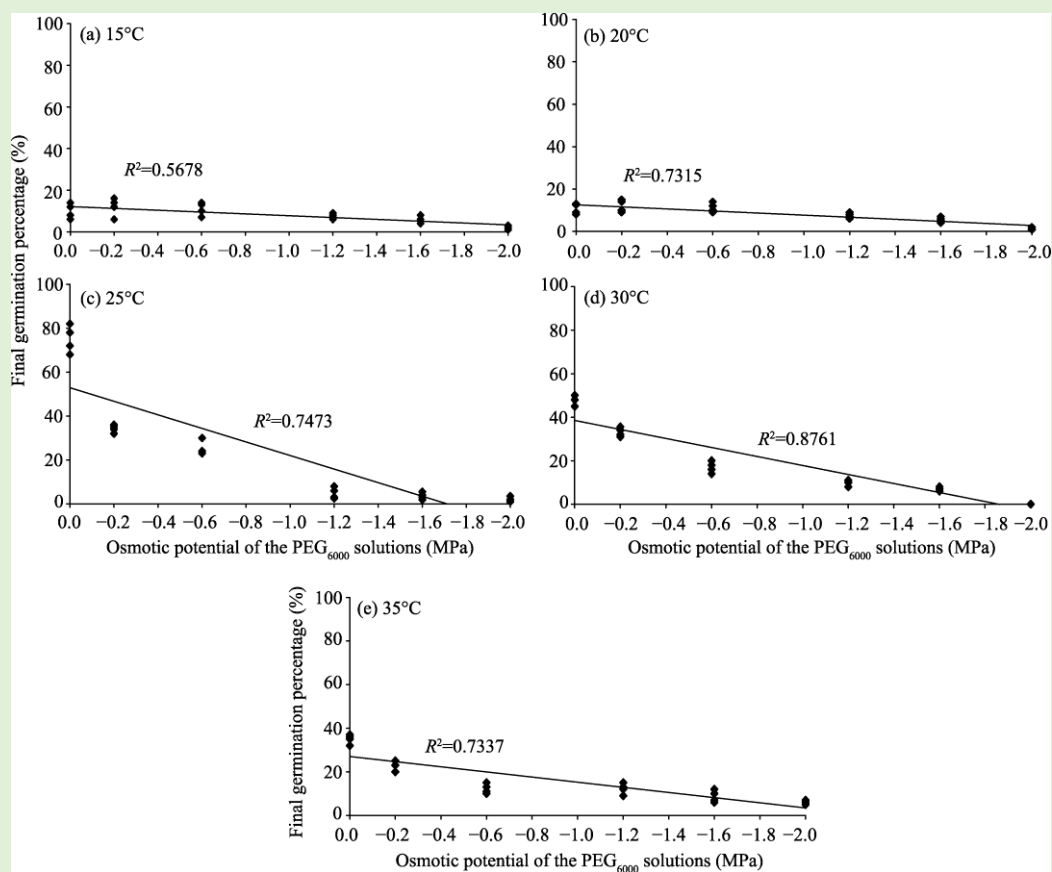 (a) 15°C
100
80
60
40
20
0
R²=0.5678
0.0 −0.2 −0.4 −0.6 −0.8 −1.0 −1.2 −1.4 −1.6 −1.8 −2.0
(b) 20°C
100
80
60
40
20
0
R²=0.7315
0.0 −0.2 −0.4 −0.6 −0.8 −1.0 −1.2 −1.4 −1.6 −1.8 −2.0
Final germination percentage (%)
(c) 25°C
100
80
60
40
20
0
R²=0.7473
0.0 −0.2 −0.4 −0.6 −0.8 −1.0 −1.2 −1.4 −1.6 −1.8 −2.0
Osmotic potential of the PEG₆₀₀₀ solutions (MPa)
(d) 30°C
100
80
60
40
20
0
R²=0.8761
0.0 −0.2 −0.4 −0.6 −0.8 −1.0 −1.2 −1.4 −1.6 −1.8 −2.0
Osmotic potential of the PEG₆₀₀₀ solutions (MPa)
(e) 35°C
100
80
60
40
20
0
Final germination percentage (%)
R²=0.7337
0.0 −0.2 −0.4 −0.6 −0.8 −1.0 −1.2 −1.4 −1.6 −1.8 −2.0
Osmotic potential of the PEG₆₀₀₀ solutions (MPa)